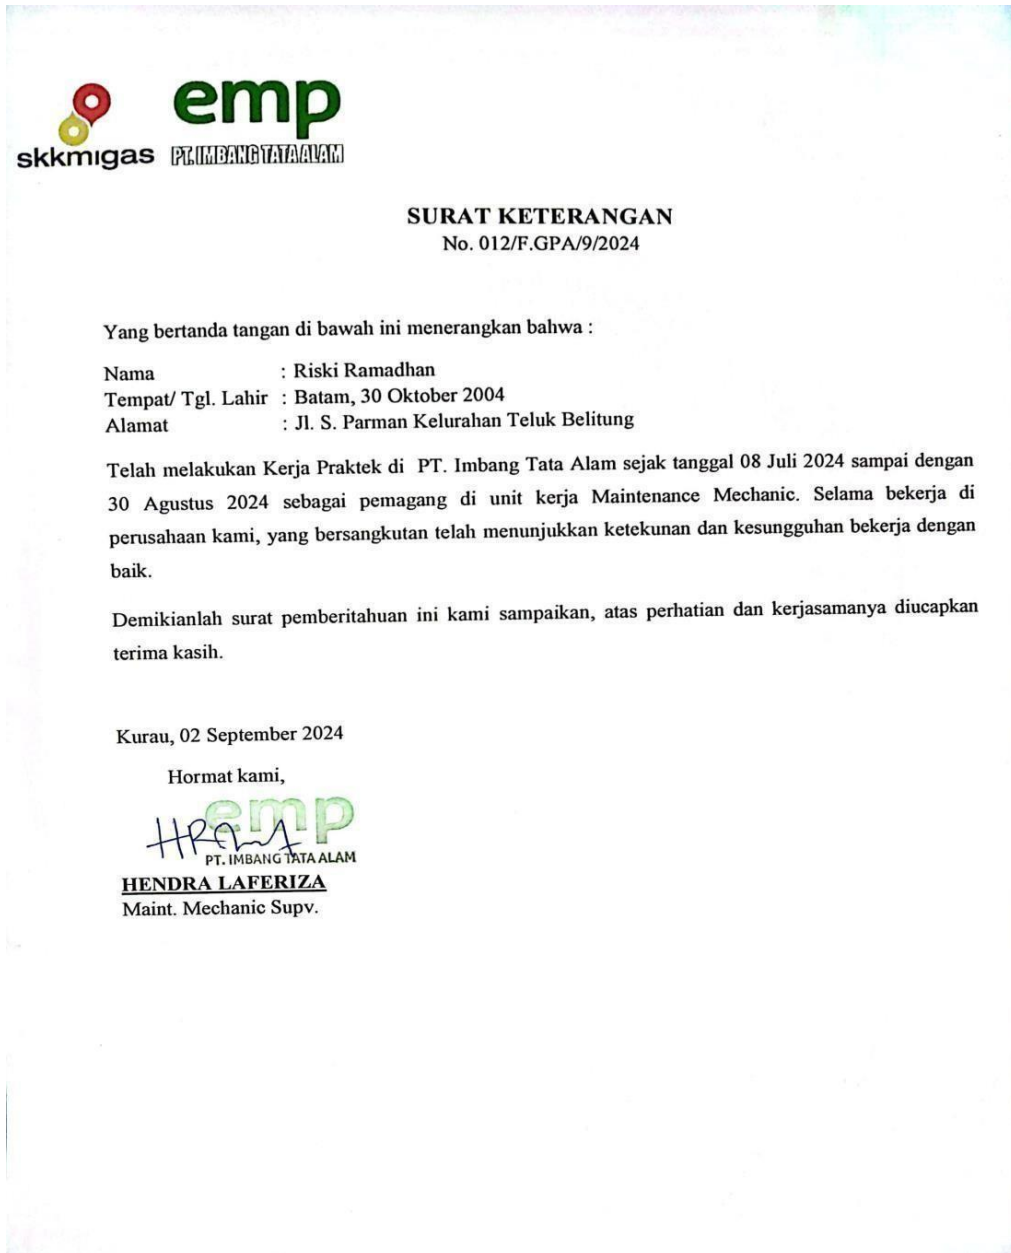 skkmigas
emp
PT. IMBANG TATA ALAM
SURAT KETERANGAN
No. 012/F.GPA/9/2024
Yang bertanda tangan di bawah ini menerangkan bahwa :
Nama : Riski Ramadhan
Tempat/ Tgl. Lahir : Batam, 30 Oktober 2004
Alamat : Jl. S. Parman Kelurahan Teluk Belitung
Telah melakukan Kerja Praktek di PT. Imbang Tata Alam sejak tanggal 08 Juli 2024 sampai dengan
30 Agustus 2024 sebagai pemagang di unit kerja Maintenance Mechanic. Selama bekerja di
perusahaan kami, yang bersangkutan telah menunjukkan ketekunan dan kesungguhan bekerja dengan
baik.
Demikianlah surat pemberitahuan ini kami sampaikan, atas perhatian dan kerjasamanya diucapkan
terima kasih.
Kurau, 02 September 2024
Hormat kami,
emp
PT. IMBANG TATA ALAM
HENDRA LAFERIZA
Maint. Mechanic Supv.